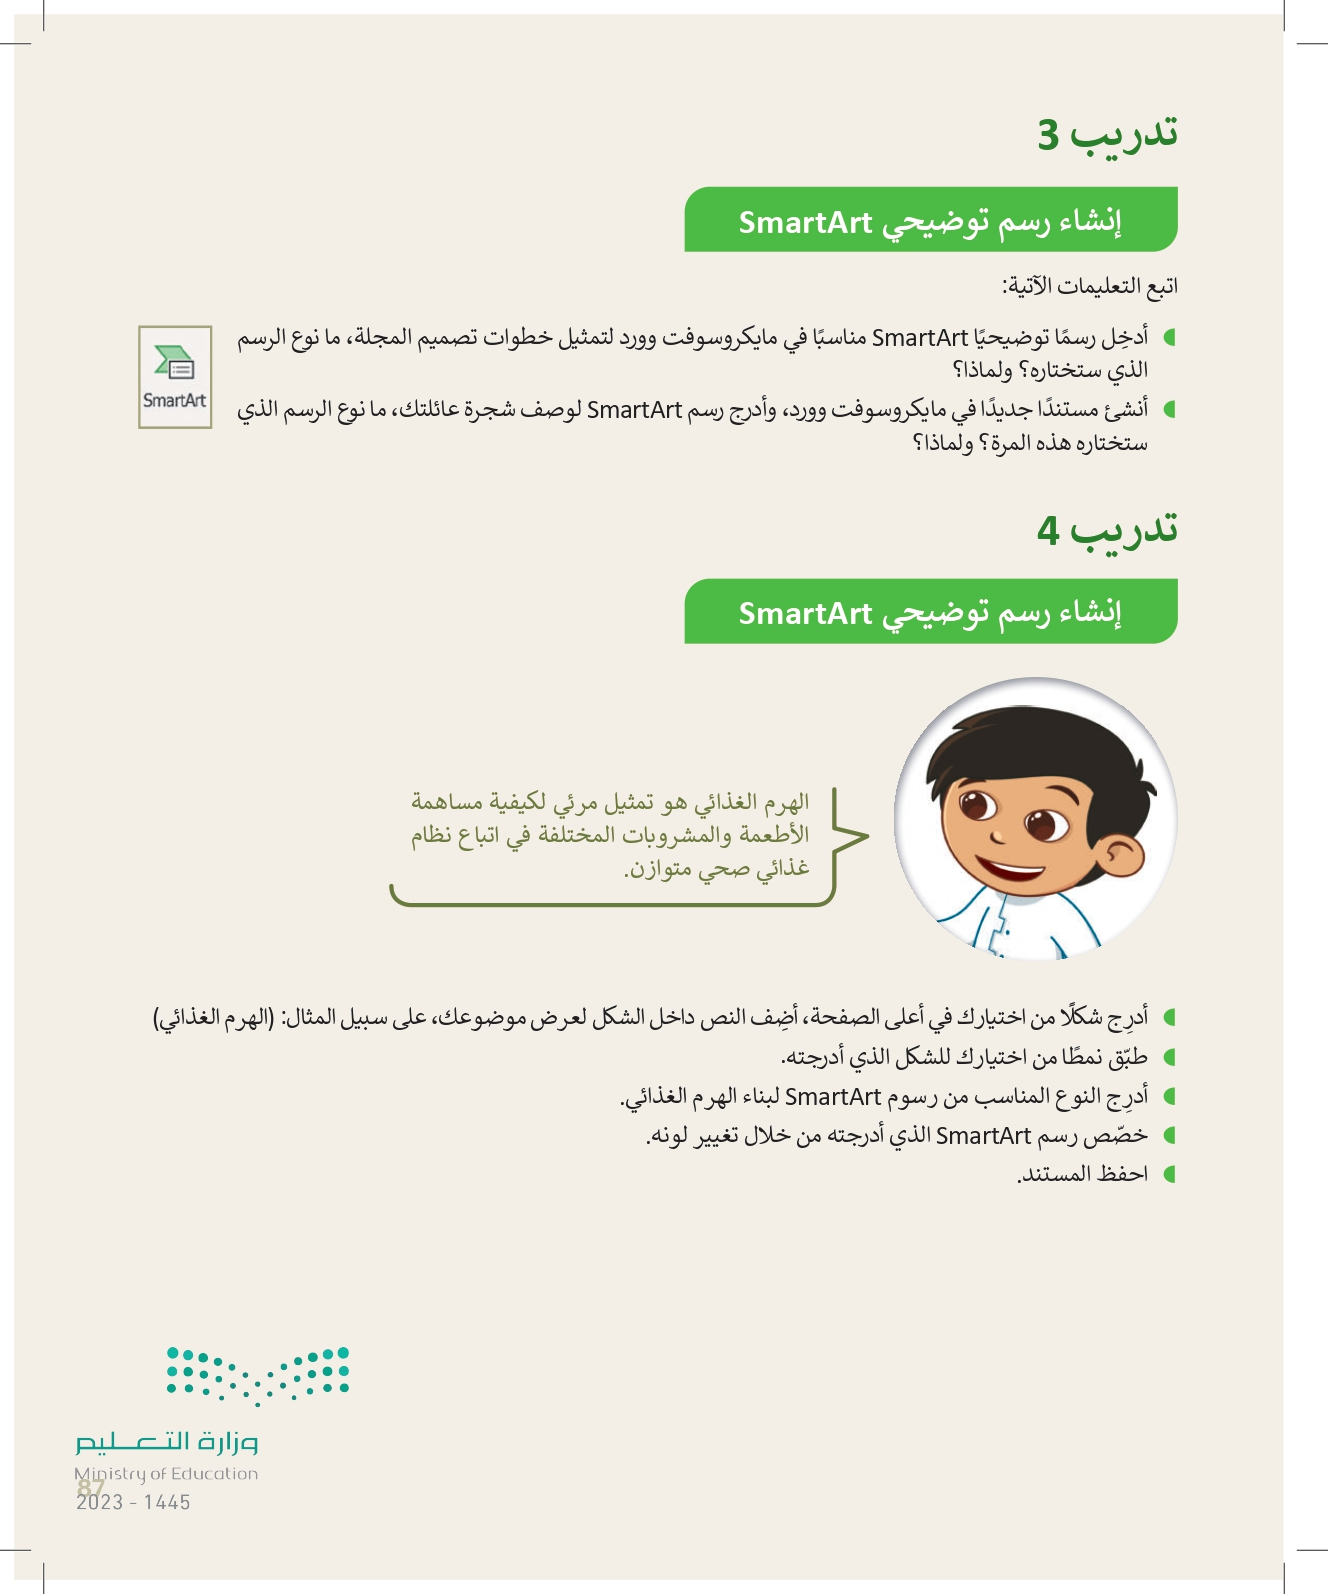 تدريب 3
إنشاء رسم توضيحي SmartArt
اتبع التعليمات الآتية:
أدخِل رسمًا توضيحيًا SmartArt مناسبًا في مايكروسوفت وورد لتمثيل خطوات تصميم المجلة، ما نوع الرسم
الذي ستختاره؟ ولماذا؟
أنشئ مستندًا جديدًا في مايكروسوفت وورد، وأدرج رسم SmartArt لوصف شجرة عائلتك، ما نوع الرسم الذي
ستختاره هذه المرة؟ ولماذا؟
SmartArt
تدريب 4
إنشاء رسم توضيحي SmartArt
الهرم الغذائي هو تمثيل مرئي لكيفية مساهمة
الأطعمة والمشروبات المختلفة في اتباع نظام
غذائي صحي متوازن.
أدرِج شكلًا من اختيارك في أعلى الصفحة، أضِف النص داخل الشكل لعرض موضوعك، على سبيل المثال: (الهرم الغذائي)
طبّق نمطًا من اختيارك للشكل الذي أدرجته.
أدرِج النوع المناسب من رسوم SmartArt لبناء الهرم الغذائي.
خصّص رسم SmartArt الذي أدرجته من خلال تغيير لونه.
احفظ المستند.
وزارة التعليم
Ministry of Education
87
2023 - 1445